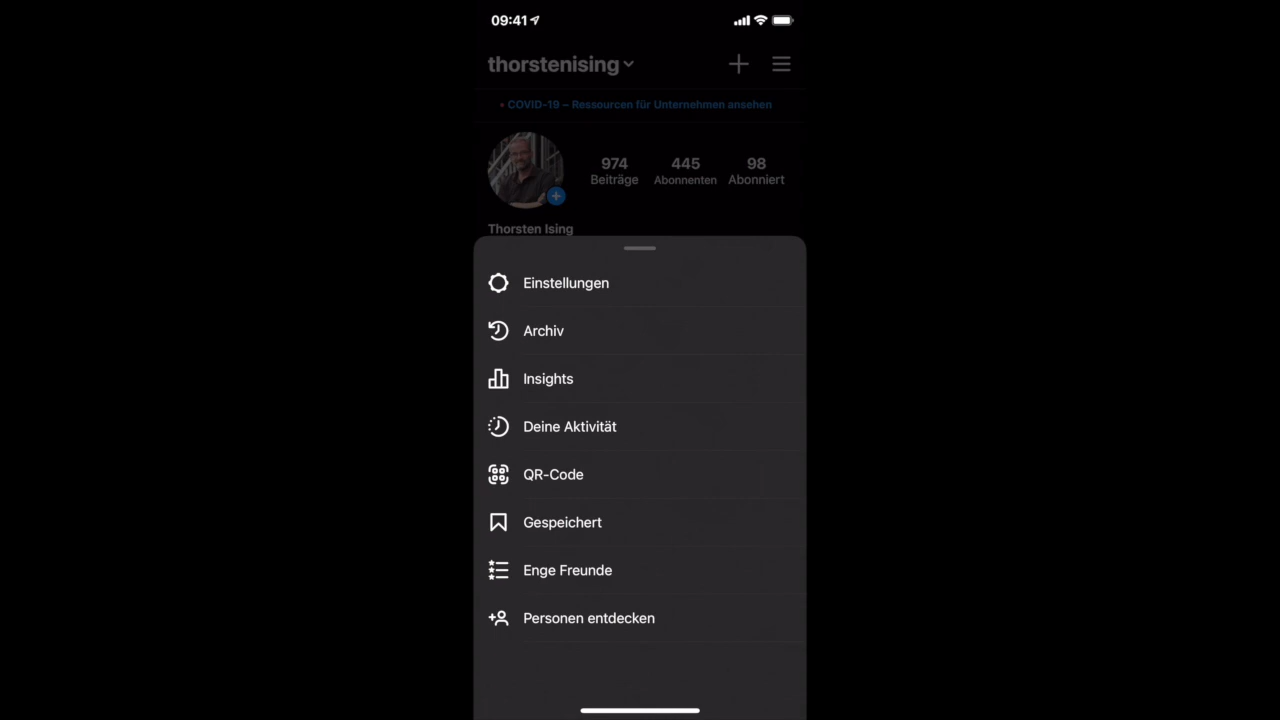 09:41
thorstenising
COVID-19 – Ressourcen für Unternehmen ansehen
974 445 98
Beiträge Abonnenten Abonniert
Thorsten Ising
Einstellungen
Archiv
Insights
Deine Aktivität
QR-Code
Gespeichert
Enge Freunde
Personen entdecken